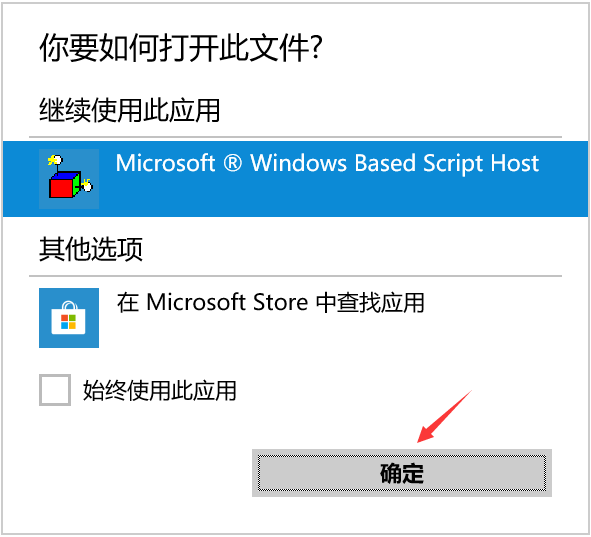 你要如何打开此文件?
继续使用此应用
Microsoft ® Windows Based Script Host
其他选项
在 Microsoft Store 中查找应用
始终使用此应用
确定